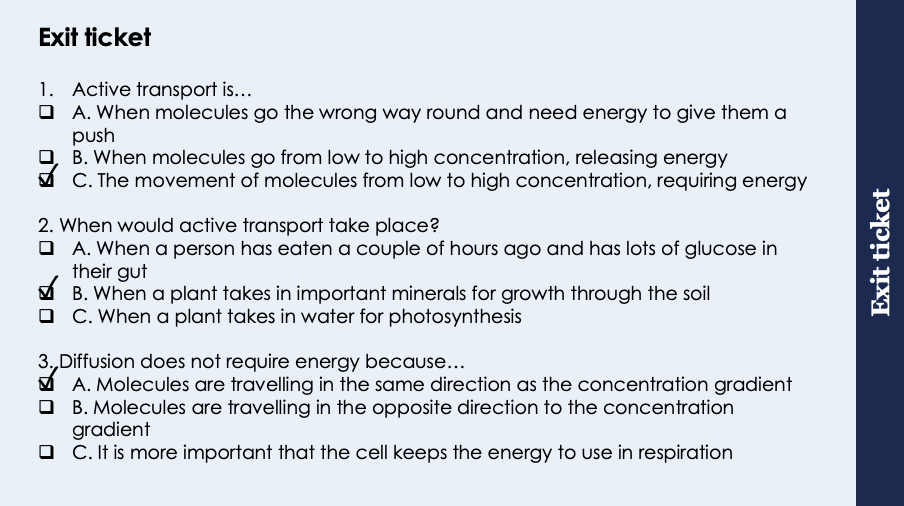 Exit ticket
1. Active transport is…
❑ A. When molecules go the wrong way round and need energy to give them a
push
❑ B. When molecules go from low to high concentration, releasing energy
❑ C. The movement of molecules from low to high concentration, requiring energy
2. When would active transport take place?
❑ A. When a person has eaten a couple of hours ago and has lots of glucose in
their gut
❑ B. When a plant takes in important minerals for growth through the soil
❑ C. When a plant takes in water for photosynthesis
3. Diffusion does not require energy because…
❑ A. Molecules are travelling in the same direction as the concentration gradient
❑ B. Molecules are travelling in the opposite direction to the concentration
gradient
❑ C. It is more important that the cell keeps the energy to use in respiration
Exit ticket